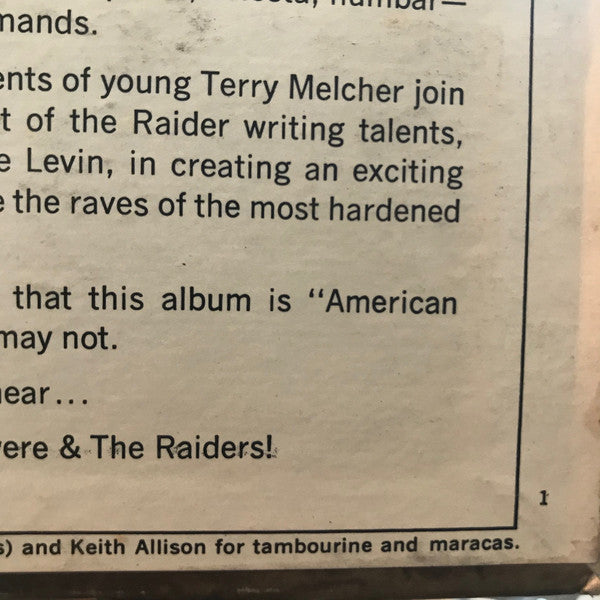 mands.
ents of young Terry Melcher join
t of the Raider writing talents,
e Levin, in creating an exciting
e the raves of the most hardened
that this album is “American
may not.
ear...
ere & The Raiders!
1
s) and Keith Allison for tambourine and maracas.